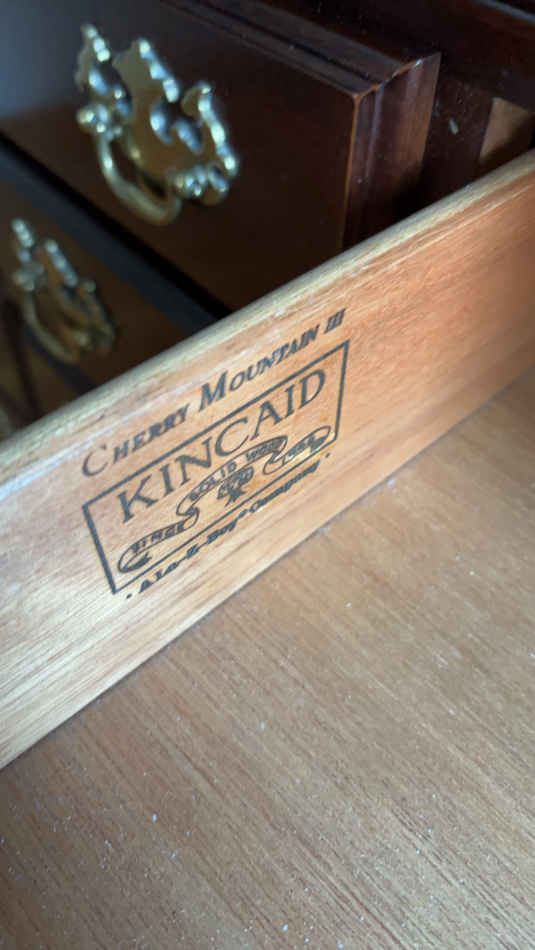 CHERRY MOUNTAIN III
KINCAID
SOLID WOOD
SINCE 1946
· A La-Z-Boy® Company ·